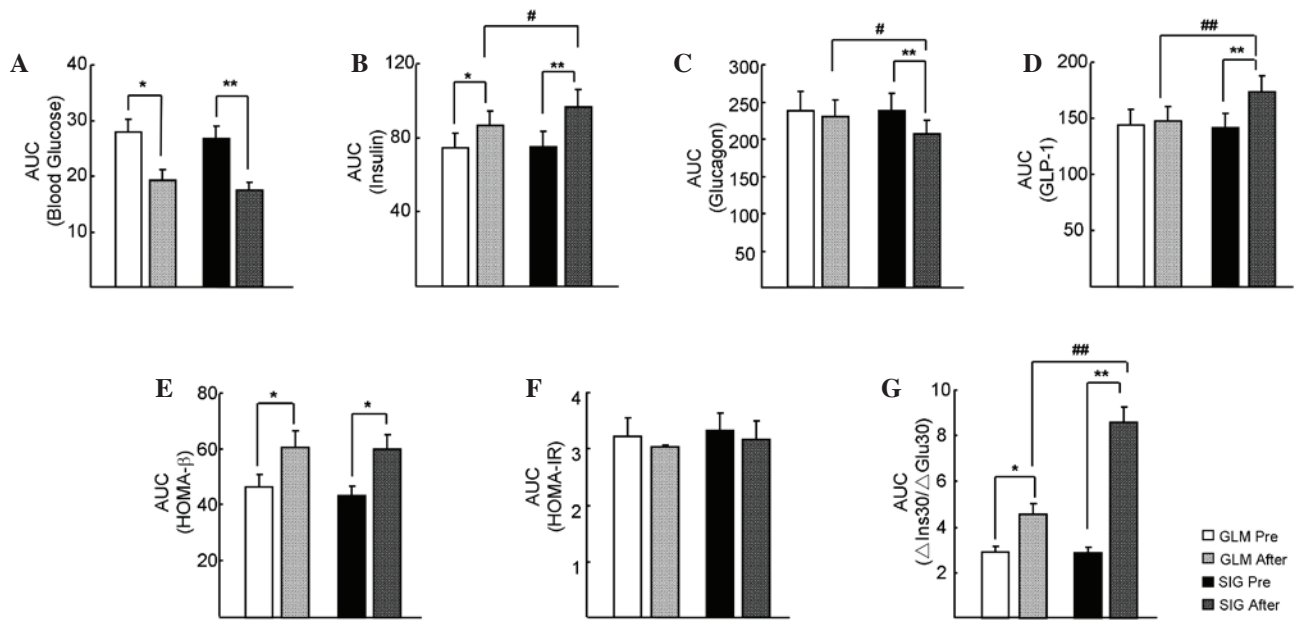 A
AUC
(Blood Glucose)
40
30
20
10
*
**
B
AUC
(Insulin)
120
80
40
*
**
#
C
AUC
(Glucagon)
300
250
200
150
100
50
**
#
D
AUC
(GLP-1)
200
150
100
50
**
##
E
AUC
(HOMA-β)
80
60
40
20
*
*
F
AUC
(HOMA-IR)
4
3
2
1
G
AUC
(△Ins30/△Glu30)
10
8
6
4
2
*
**
##
GLM Pre
GLM After
SIG Pre
SIG After